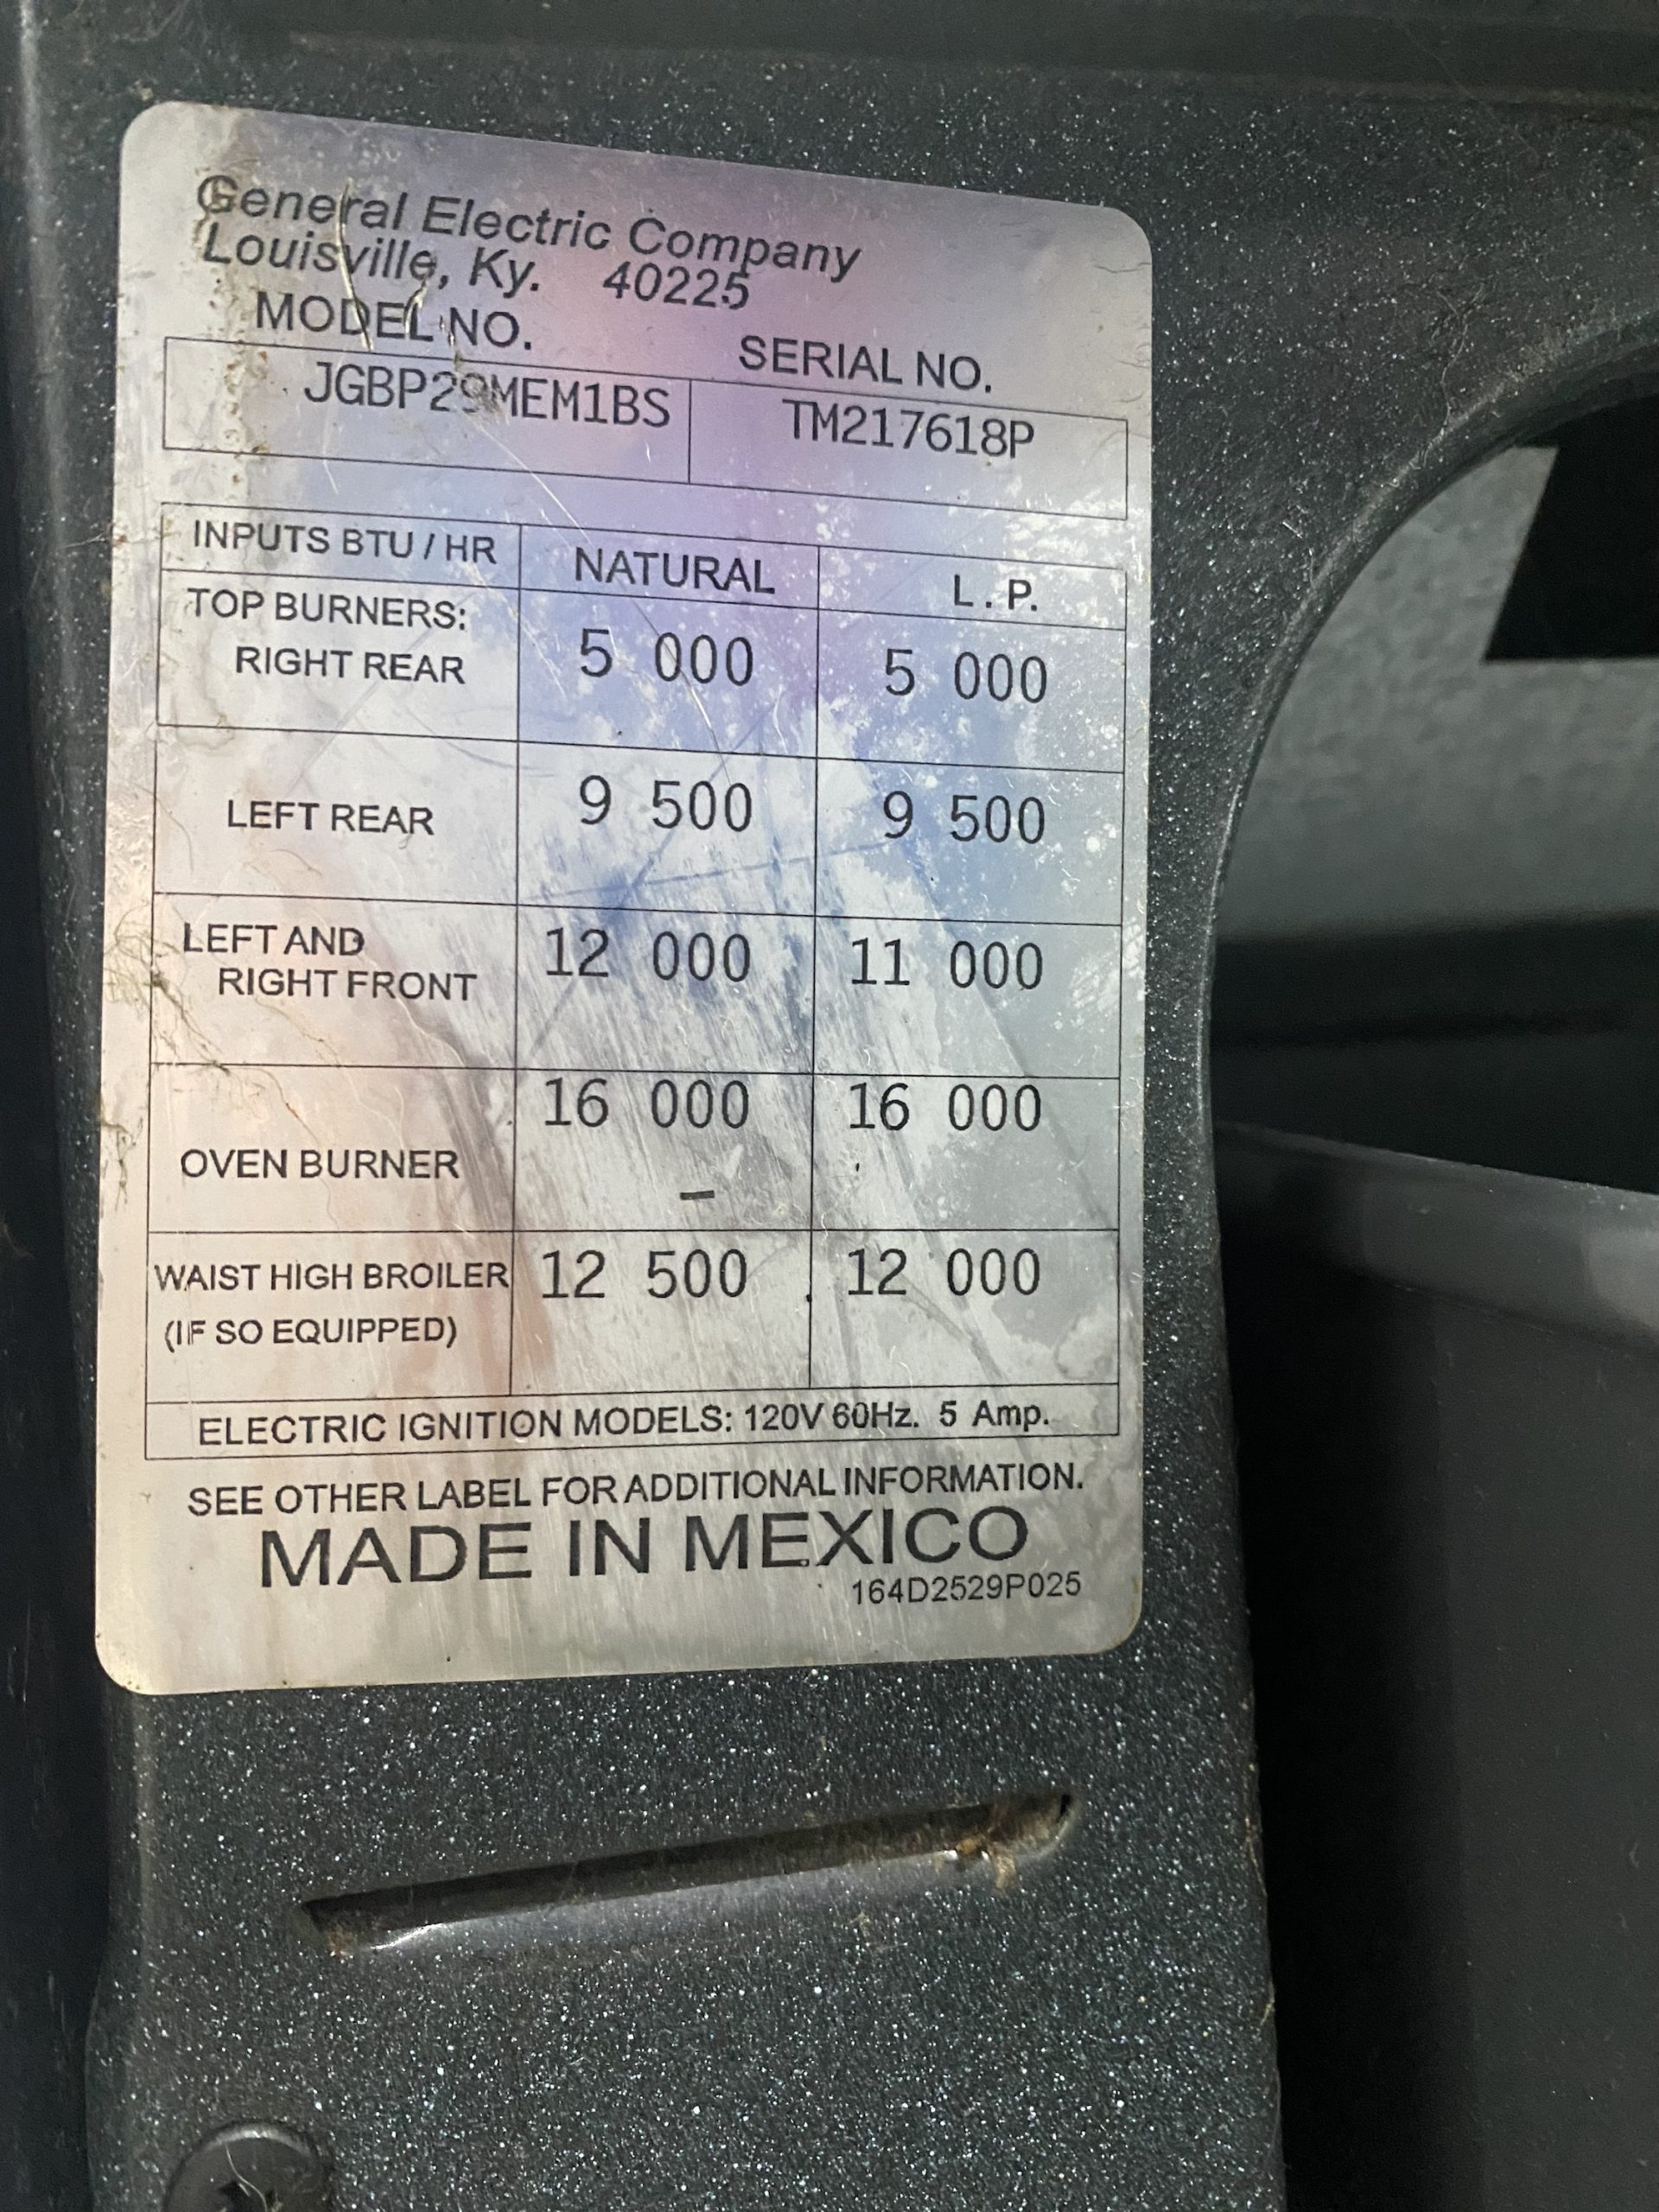 General Electric Company
Louisville, Ky. 40225
MODEL NO. SERIAL NO.
JGBP29MEM1BS TM217618P
INPUTS BTU / HR NATURAL L.P.
TOP BURNERS:
RIGHT REAR 5 000 5 000
LEFT REAR 9 500 9 500
LEFT AND
RIGHT FRONT 12 000 11 000
16 000 16 000
OVEN BURNER –
WAIST HIGH BROILER 12 500 12 000
(IF SO EQUIPPED)
ELECTRIC IGNITION MODELS: 120V 60Hz. 5 Amp.
SEE OTHER LABEL FOR ADDITIONAL INFORMATION.
MADE IN MEXICO
164D2529P025